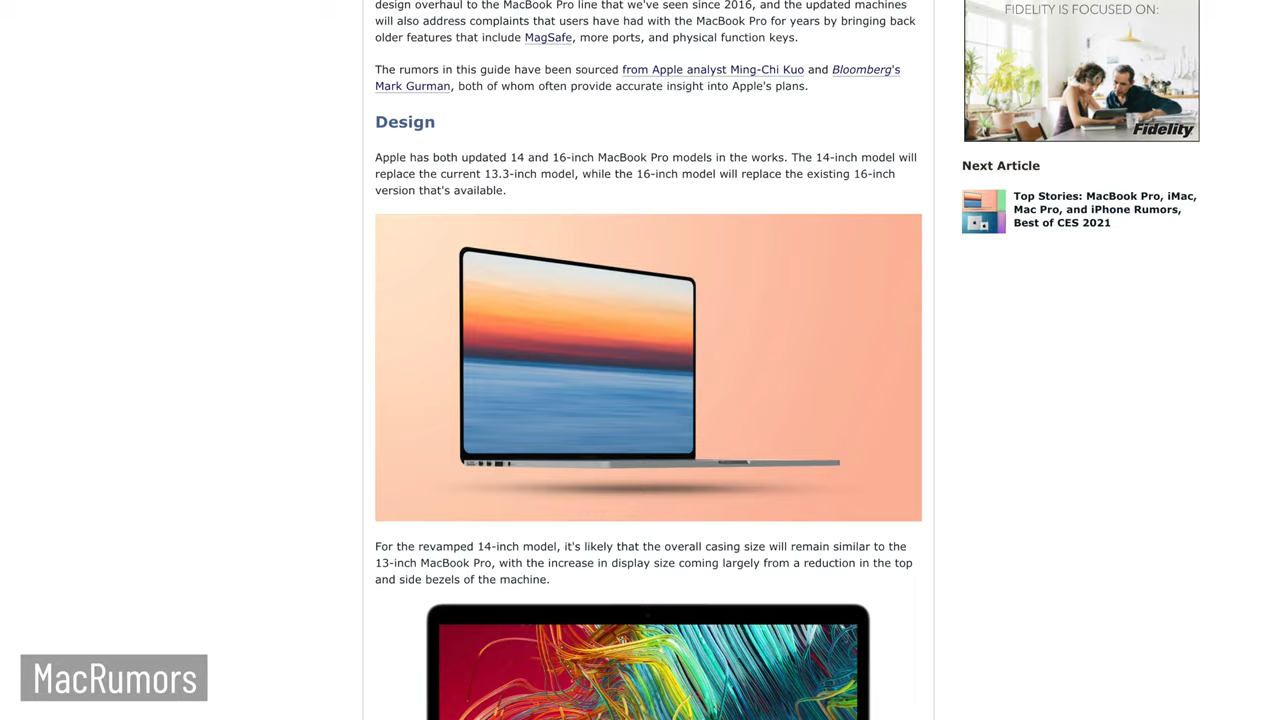 design overhaul to the MacBook Pro line that we've seen since 2016, and the updated machines
will also address complaints that users have had with the MacBook Pro for years by bringing back
older features that include MagSafe, more ports, and physical function keys.
The rumors in this guide have been sourced from Apple analyst Ming-Chi Kuo and Bloomberg's
Mark Gurman, both of whom often provide accurate insight into Apple's plans.
Design
Apple has both updated 14 and 16-inch MacBook Pro models in the works. The 14-inch model will
replace the current 13.3-inch model, while the 16-inch model will replace the existing 16-inch
version that's available.
For the revamped 14-inch model, it's likely that the overall casing size will remain similar to the
13-inch MacBook Pro, with the increase in display size coming largely from a reduction in the top
and side bezels of the machine.
FIDELITY IS FOCUSED ON:
Fidelity
Next Article
Top Stories: MacBook Pro, iMac,
Mac Pro, and iPhone Rumors,
Best of CES 2021
MacRumors